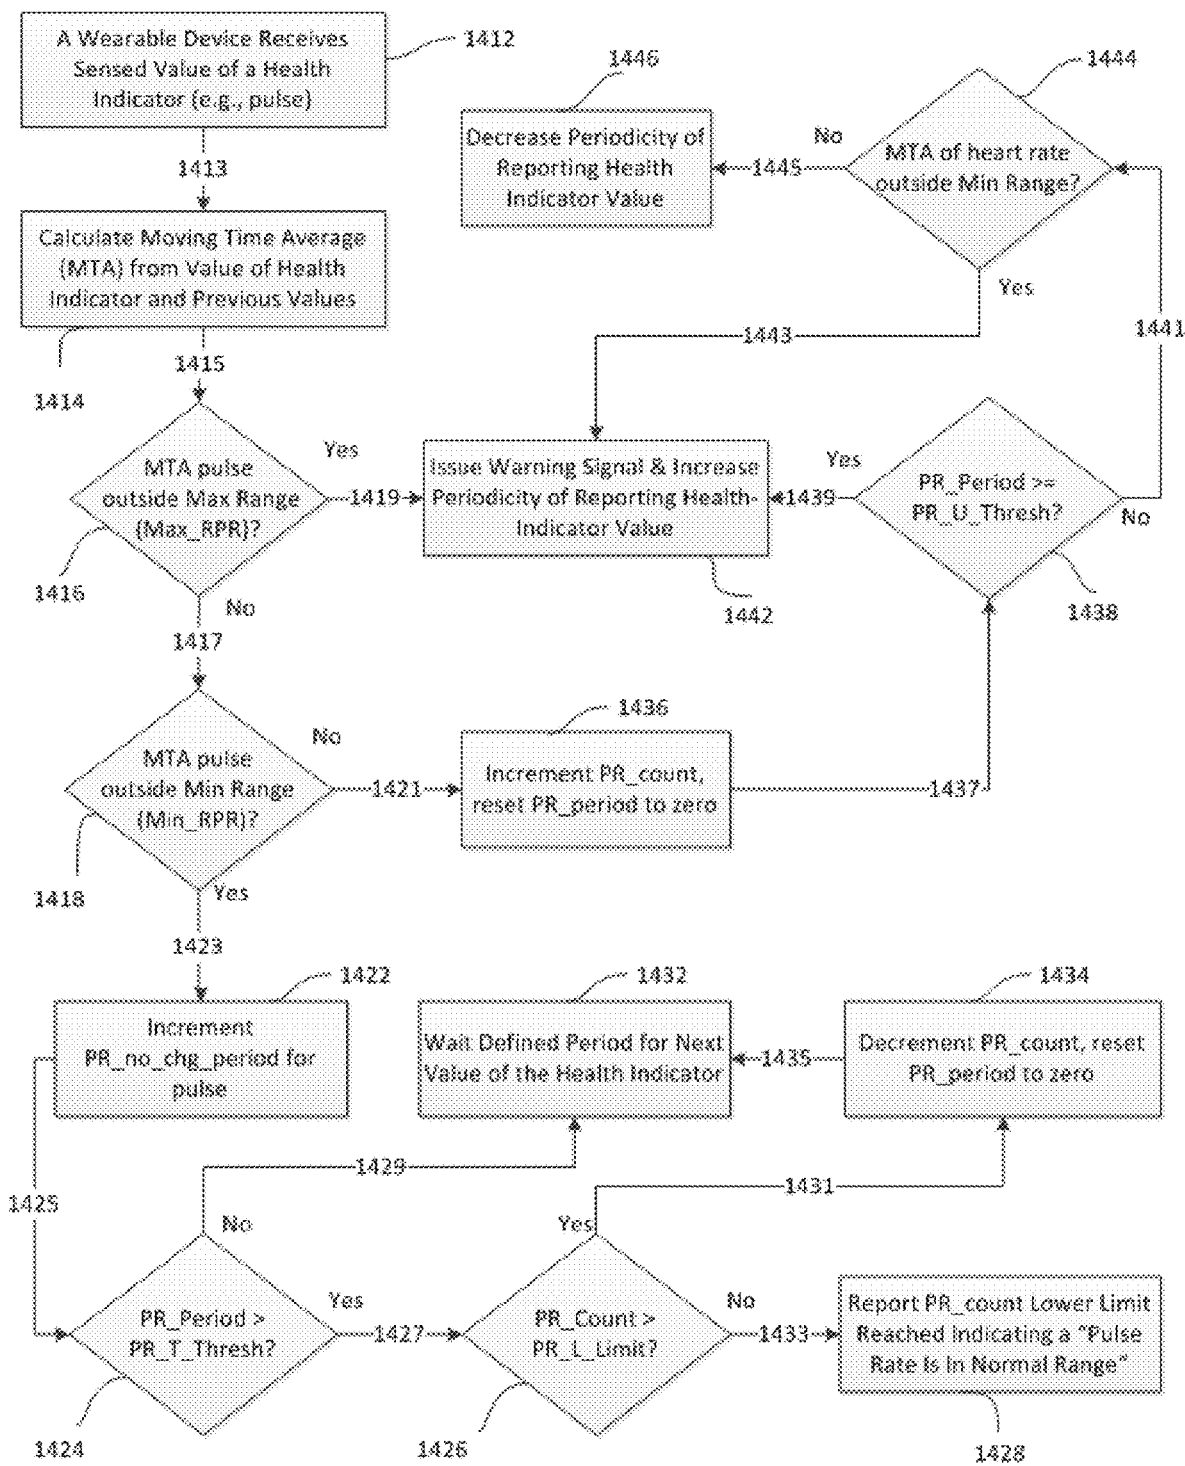 A Wearable Device Receives
Sensed Value of a Health
Indicator (e.g., pulse)
1412
1413
Calculate Moving Time Average
(MTA) from Value of Health
Indicator and Previous Values
1414
1415
MTA pulse
outside Max Range
(Max_RPR)?
1416
Yes
1419
No
1417
Issue Warning Signal & Increase
Periodicity of Reporting Health-
Indicator Value
1442
1446
Decrease Periodicity of
Reporting Health
Indicator Value
No
1445
1444
MTA of heart rate
outside Min Range?
Yes
1443
1441
Yes
1439
PR_Period >=
PR_U_Thresh?
No
1438
MTA pulse
outside Min Range
(Min_RPR)?
1418
No
1421
1436
Increment PR_count,
reset PR_period to zero
1437
Yes
1423
1422
Increment
PR_no_chg_period for
pulse
1425
1432
Wait Defined Period for Next
Value of the Health Indicator
1435
1434
Decrement PR_count, reset
PR_period to zero
1429
No
1431
Yes
PR_Period >
PR_T_Thresh?
1424
Yes
1427
PR_Count >
PR_L_Limit?
1426
No
1433
Report PR_count Lower Limit
Reached Indicating a "Pulse
Rate Is In Normal Range"
1428